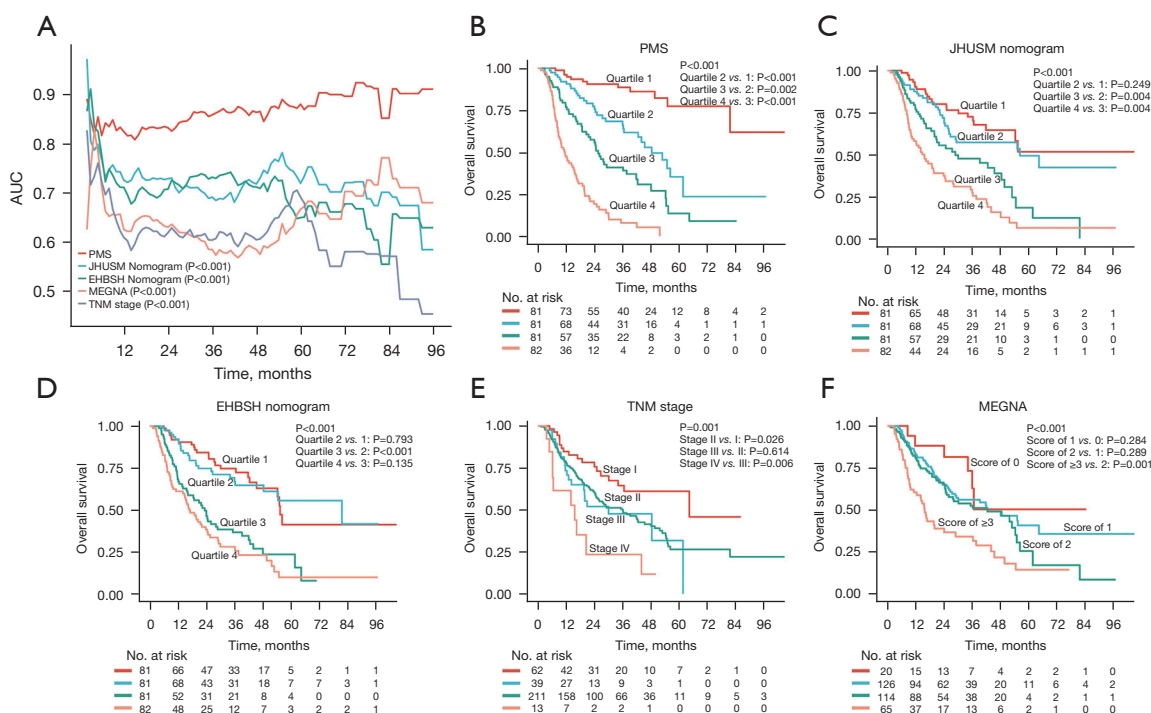 A
AUC
0.9
0.8
0.7
0.6
0.5
PMS
JHUSM Nomogram (P<0.001)
EHBSH Nomogram (P<0.001)
MEGNA (P<0.001)
TNM stage (P<0.001)
12 24 36 48 60 72 84 96
Time, months
B
PMS
Overall survival
1.00
0.75
0.50
0.25
0.00
P<0.001
Quartile 2 vs. 1: P<0.001
Quartile 3 vs. 2: P=0.002
Quartile 4 vs. 3: P<0.001
Quartile 1
Quartile 2
Quartile 3
Quartile 4
0 12 24 36 48 60 72 84 96
Time, months
No. at risk
81 73 55 40 24 12 8 4 2
81 68 44 31 16 4 1 1 1
81 57 35 22 8 3 2 1 0
82 36 12 4 2 0 0 0 0
C
JHUSM nomogram
Overall survival
1.00
0.75
0.50
0.25
0.00
P<0.001
Quartile 2 vs. 1: P=0.249
Quartile 3 vs. 2: P=0.004
Quartile 4 vs. 3: P=0.004
Quartile 1
Quartile 2
Quartile 3
Quartile 4
0 12 24 36 48 60 72 84 96
Time, months
No. at risk
81 65 48 31 14 5 3 2 1
81 68 45 29 21 9 6 3 1
81 57 29 21 10 3 1 0 0
82 44 24 16 5 2 1 1 1
D
EHBSH nomogram
Overall survival
1.00
0.75
0.50
0.25
0.00
P<0.001
Quartile 2 vs. 1: P=0.793
Quartile 3 vs. 2: P<0.001
Quartile 4 vs. 3: P=0.135
Quartile 1
Quartile 2
Quartile 3
Quartile 4
0 12 24 36 48 60 72 84 96
Time, months
No. at risk
81 66 47 33 17 5 2 1 1
81 68 43 31 18 7 7 3 1
81 52 31 21 8 4 0 0 0
82 48 25 12 7 3 2 2 1
E
TNM stage
Overall survival
1.00
0.75
0.50
0.25
0.00
P=0.001
Stage II vs. I: P=0.026
Stage III vs. II: P=0.614
Stage IV vs. III: P=0.006
Stage I
Stage II
Stage III
Stage IV
0 12 24 36 48 60 72 84 96
Time, months
No. at risk
62 42 31 20 10 7 2 1 0
39 27 13 9 3 1 0 0 0
211 158 100 66 36 11 9 5 3
13 7 2 2 1 0 0 0 0
F
MEGNA
Overall survival
1.00
0.75
0.50
0.25
0.00
P<0.001
Score of 1 vs. 0: P=0.284
Score of 2 vs. 1: P=0.289
Score of ≥3 vs. 2: P=0.001
Score of 0
Score of ≥3
Score of 1
Score of 2
0 12 24 36 48 60 72 84 96
Time, months
No. at risk
20 15 13 7 4 2 2 1 0
126 94 62 39 20 11 6 4 2
114 88 54 38 20 4 2 1 1
65 37 17 13 6 2 1 0 0